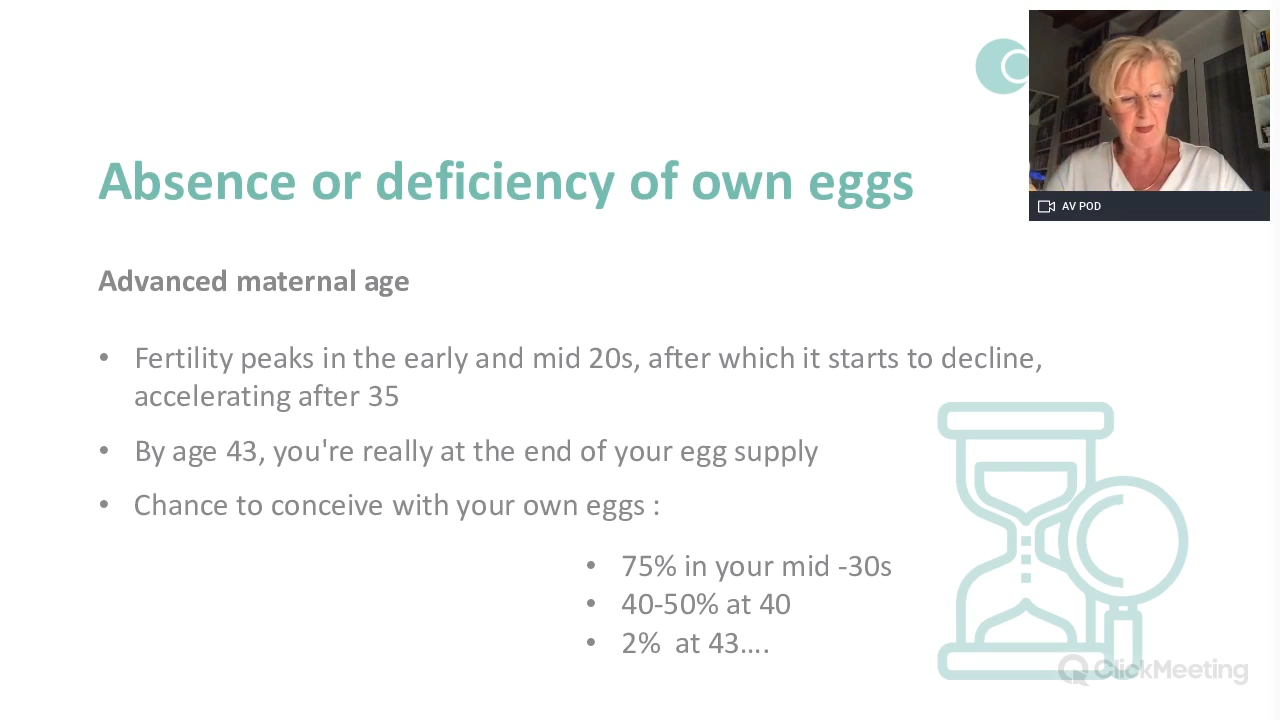 Absence or deficiency of own eggs
AV POD
Advanced maternal age
• Fertility peaks in the early and mid 20s, after which it starts to decline,
accelerating after 35
• By age 43, you're really at the end of your egg supply
• Chance to conceive with your own eggs :
• 75% in your mid -30s
• 40-50% at 40
• 2%  at 43....
ClickMeeting